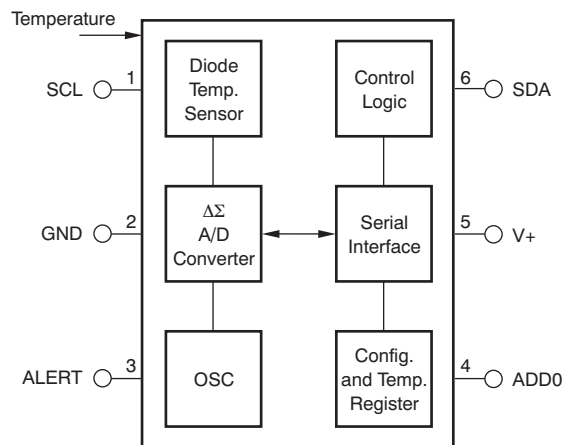 Temperature
SCL
1
Diode
Temp.
Sensor
Control
Logic
6
SDA
GND
2
ΔΣ
A/D
Converter
Serial
Interface
5
V+
ALERT
3
OSC
Config.
and Temp.
Register
4
ADD0